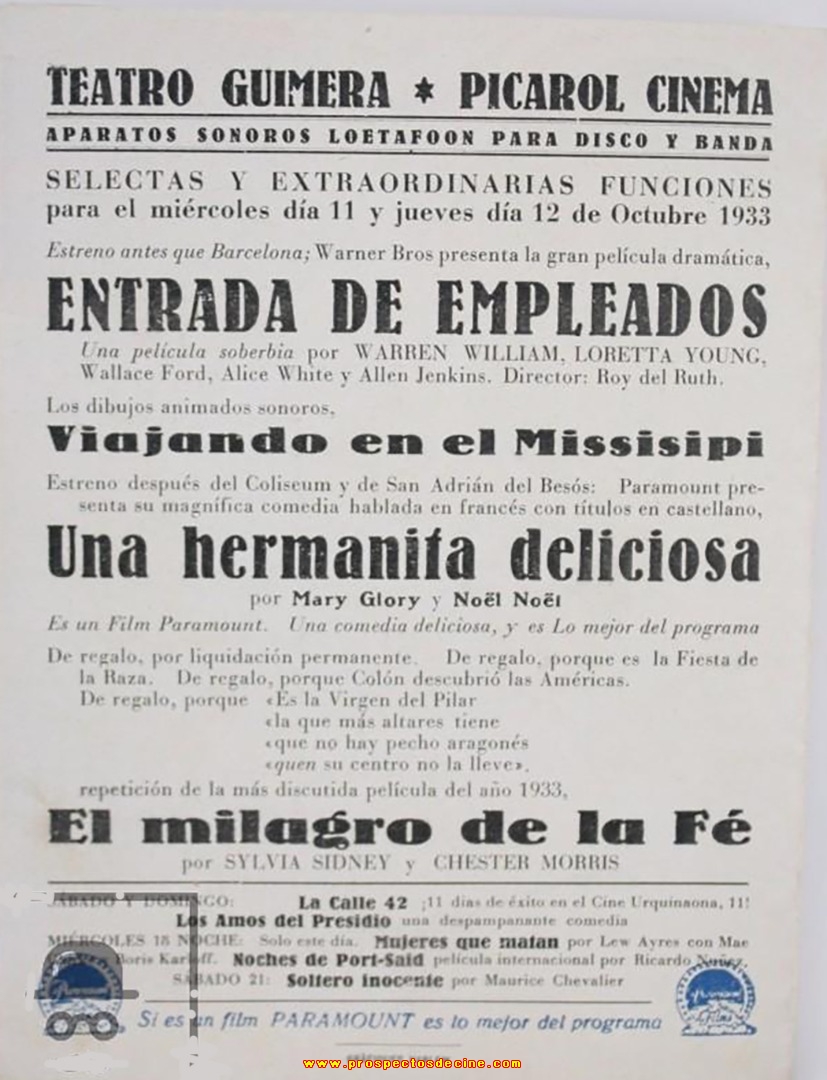 TEATRO GUIMERA * PICAROL CINEMA
APARATOS SONOROS LOETAFOON PARA DISCO Y BANDA
SELECTAS Y EXTRAORDINARIAS FUNCIONES
para el miércoles día 11 y jueves día 12 de Octubre 1933
Estreno antes que Barcelona; Warner Bros presenta la gran película dramática,
ENTRADA DE EMPLEADOS
Una película soberbia por WARREN WILLIAM, LORETTA YOUNG,
Wallace Ford, Alice White y Allen Jenkins. Director: Roy del Ruth.
Los dibujos animados sonoros,
Viajando en el Missisipi
Estreno después del Coliseum y de San Adrián del Besós: Paramount pre-
senta su magnífica comedia hablada en francés con títulos en castellano,
Una hermanita deliciosa
por Mary Glory y Noël Noël
Es un Film Paramount. Una comedia deliciosa, y es Lo mejor del programa
De regalo, por liquidación permanente. De regalo, porque es la Fiesta de
la Raza. De regalo, porque Colón descubrió las Américas.
De regalo, porque «Es la Virgen del Pilar
«la que más altares tiene
«que no hay pecho aragonés
«quen su centro no la lleve».
repetición de la más discutida película del año 1933,
El milagro de la Fé
por SYLVIA SIDNEY y CHESTER MORRIS
SÁBADO Y DOMINGO: La Calle 42 ¡11 días de éxito en el Cine Urquinaona, 11!
Los Amos del Presidio una despampanante comedia
MIÉRCOLES 18 NOCHE: Solo este día. Mujeres que matan por Lew Ayres con Mae
Boris Karloff. Noches de Port-Said película internacional por Ricardo Nuñez.
SÁBADO 21: Soltero inocente por Maurice Chevalier
Si es un film PARAMOUNT es lo mejor del programa
www.prospectosdecine.com